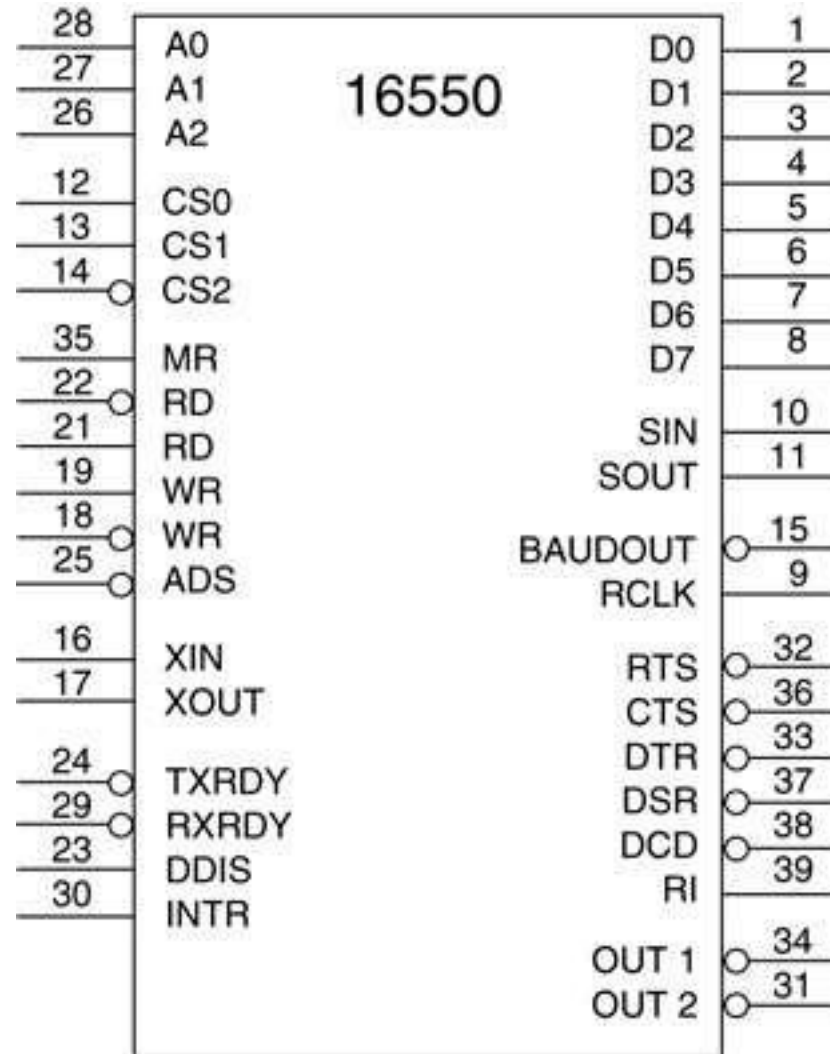 16550
28 A0
27 A1
26 A2
12 CS0
13 CS1
14 CS2
35 MR
22 RD
21 RD
19 WR
18 WR
25 ADS
16 XIN
17 XOUT
24 TXRDY
29 RXRDY
23 DDIS
30 INTR
D0 1
D1 2
D2 3
D3 4
D4 5
D5 6
D6 7
D7 8
SIN 10
SOUT 11
BAUDOUT 15
RCLK 9
RTS 32
CTS 36
DTR 33
DSR 37
DCD 38
RI 39
OUT 1 34
OUT 2 31